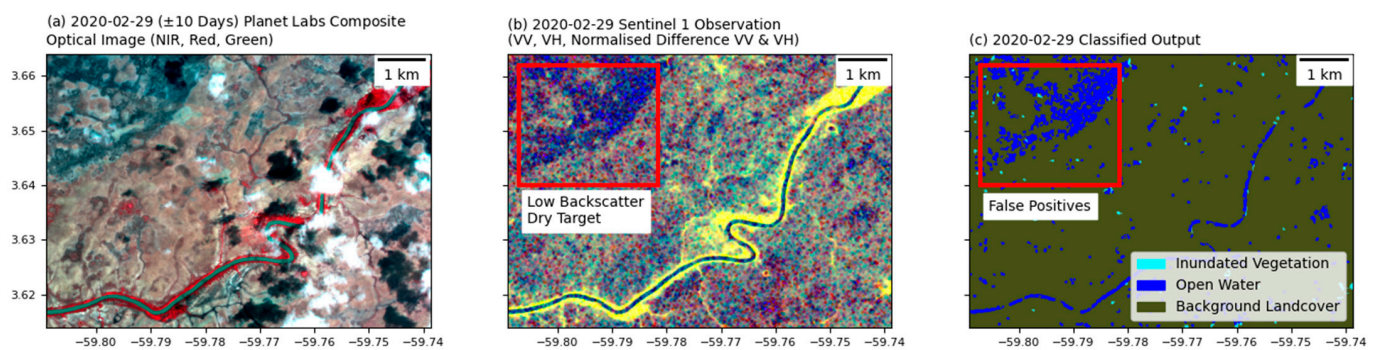 (a) 2020-02-29 (±10 Days) Planet Labs Composite
Optical Image (NIR, Red, Green)
1 km
3.66
3.65
3.64
3.63
3.62
−59.80
−59.79
−59.78
−59.77
−59.76
−59.75
−59.74
(b) 2020-02-29 Sentinel 1 Observation
(VV, VH, Normalised Difference VV & VH)
1 km
Low Backscatter
Dry Target
−59.80
−59.79
−59.78
−59.77
−59.76
−59.75
−59.74
(c) 2020-02-29 Classified Output
1 km
False Positives
Inundated Vegetation
Open Water
Background Landcover
−59.80
−59.79
−59.78
−59.77
−59.76
−59.75
−59.74